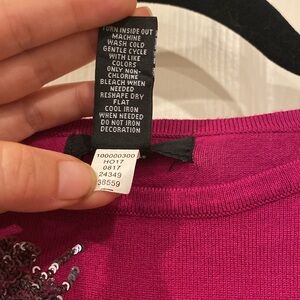 TURN INSIDE OUT
MACHINE
WASH COLD
GENTLE CYCLE
WITH LIKE
COLORS
ONLY NON-
CHLORINE
BLEACH WHEN
NEEDED
RESHAPE DRY
FLAT
COOL IRON
WHEN NEEDED
DO NOT IRON
DECORATION
100000300
HO17
0817
24349
38559